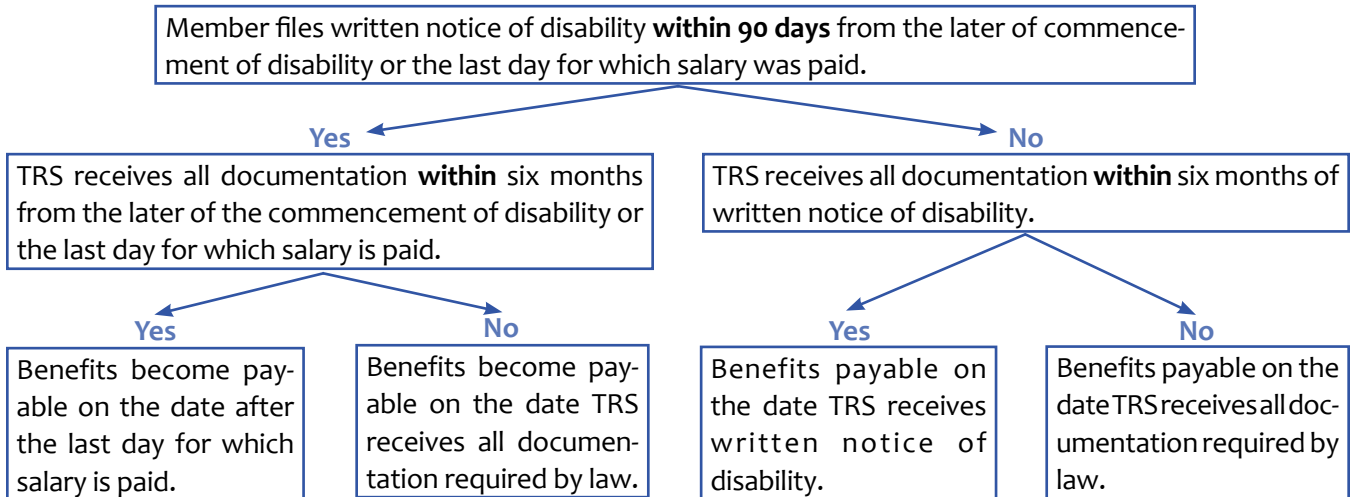 Member files written notice of disability within 90 days from the later of commence-
ment of disability or the last day for which salary was paid.
Yes
No
TRS receives all documentation within six months
from the later of the commencement of disability or
the last day for which salary is paid.
TRS receives all documentation within six months of
written notice of disability.
Yes
No
Yes
No
Benefits become pay-
able on the date after
the last day for which
salary is paid.
Benefits become pay-
able on the date TRS
receives all documen-
tation required by law.
Benefits payable on
the date TRS receives
written notice of
disability.
Benefits payable on the
date TRS receives all doc-
umentation required by
law.